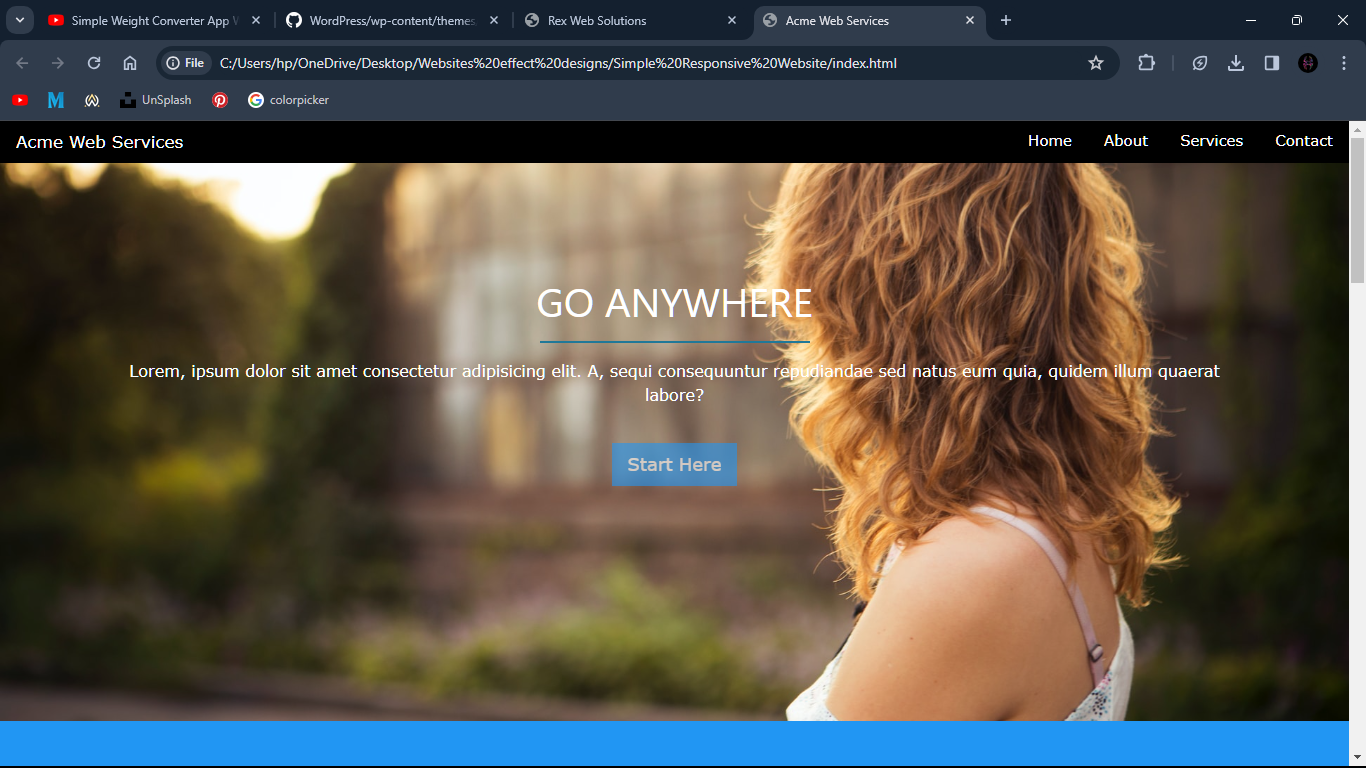 Simple Weight Converter App
WordPress/wp-content/themes
Rex Web Solutions
Acme Web Services
File
C:/Users/hp/OneDrive/Desktop/Websites%20effect%20designs/Simple%20Responsive%20Website/index.html
UnSplash
colorpicker
Acme Web Services
Home
About
Services
Contact
GO ANYWHERE
Lorem, ipsum dolor sit amet consectetur adipisicing elit. A, sequi consequuntur repudiandae sed natus eum quia, quidem illum quaerat
labore?
Start Here